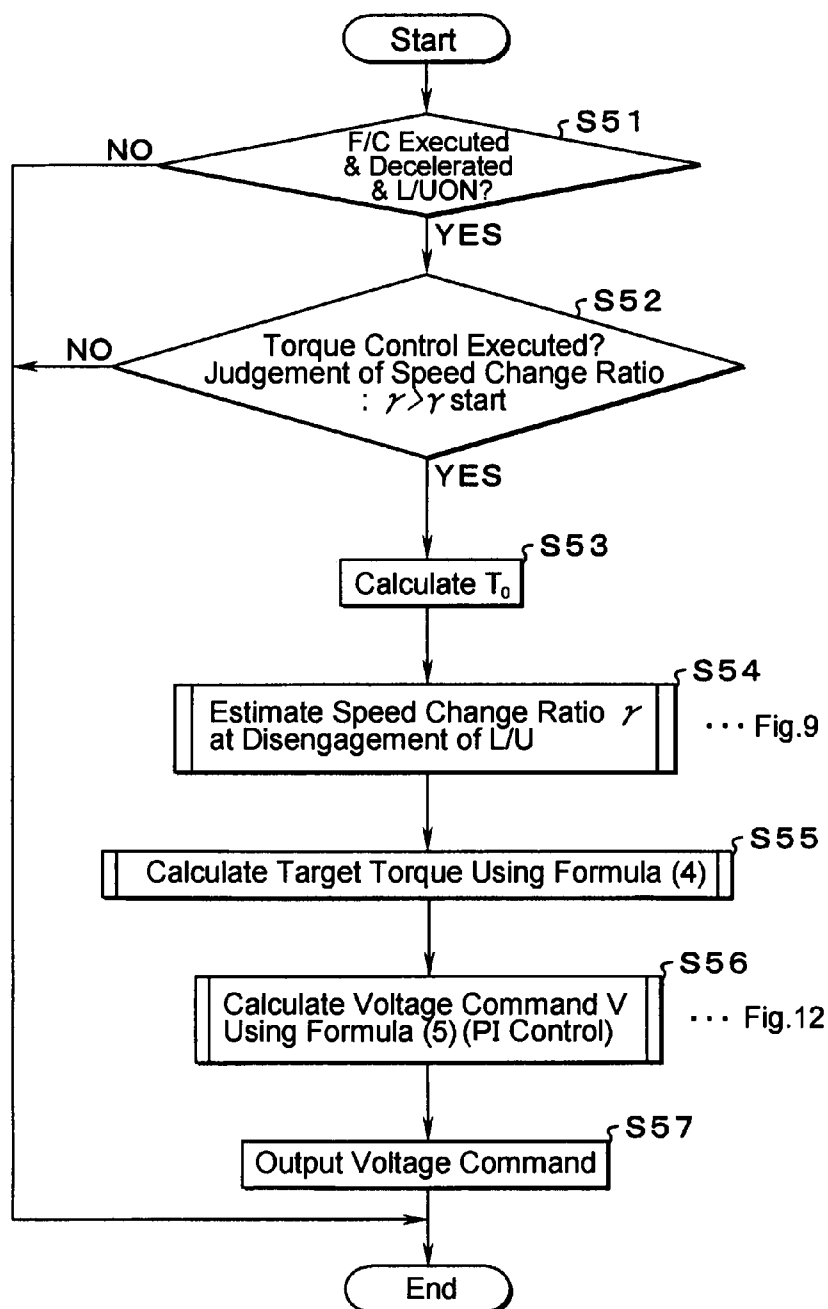 Start
S51
F/C Executed
& Decelerated
& L/UON?
NO
YES
S52
Torque Control Executed?
Judgement of Speed Change Ratio
: γ>γ start
NO
YES
S53
Calculate T₀
S54
Estimate Speed Change Ratio γ
at Disengagement of L/U
··· Fig.9
S55
Calculate Target Torque Using Formula (4)
S56
Calculate Voltage Command V
Using Formula (5) (PI Control)
··· Fig.12
S57
Output Voltage Command
End